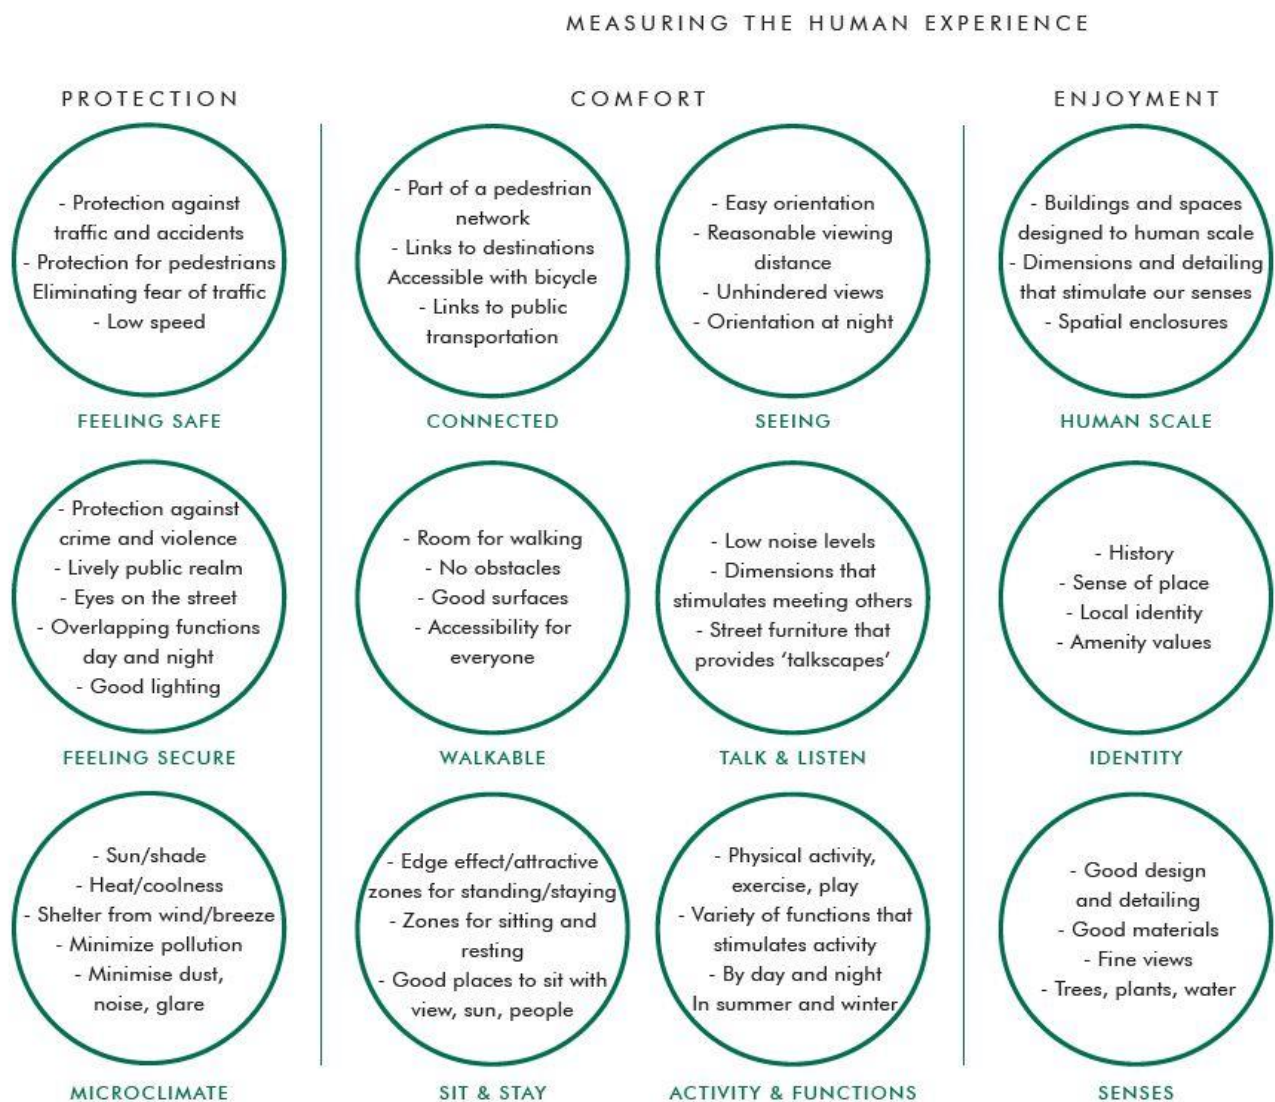 MEASURING THE HUMAN EXPERIENCE
PROTECTION
- Protection against
traffic and accidents
- Protection for pedestrians
Eliminating fear of traffic
- Low speed
FEELING SAFE
- Protection against
crime and violence
- Lively public realm
- Eyes on the street
- Overlapping functions
day and night
- Good lighting
FEELING SECURE
- Sun/shade
- Heat/coolness
- Shelter from wind/breeze
- Minimize pollution
- Minimise dust,
noise, glare
MICROCLIMATE
COMFORT
- Part of a pedestrian
network
- Links to destinations
Accessible with bicycle
- Links to public
transportation
CONNECTED
- Easy orientation
- Reasonable viewing
distance
- Unhindered views
- Orientation at night
SEEING
- Room for walking
- No obstacles
- Good surfaces
- Accessibility for
everyone
WALKABLE
- Low noise levels
- Dimensions that
stimulates meeting others
- Street furniture that
provides ‘talkscapes’
TALK & LISTEN
- Edge effect/attractive
zones for standing/staying
- Zones for sitting and
resting
- Good places to sit with
view, sun, people
SIT & STAY
- Physical activity,
exercise, play
- Variety of functions that
stimulates activity
- By day and night
In summer and winter
ACTIVITY & FUNCTIONS
ENJOYMENT
- Buildings and spaces
designed to human scale
- Dimensions and detailing
that stimulate our senses
- Spatial enclosures
HUMAN SCALE
- History
- Sense of place
- Local identity
- Amenity values
IDENTITY
- Good design
and detailing
- Good materials
- Fine views
- Trees, plants, water
SENSES